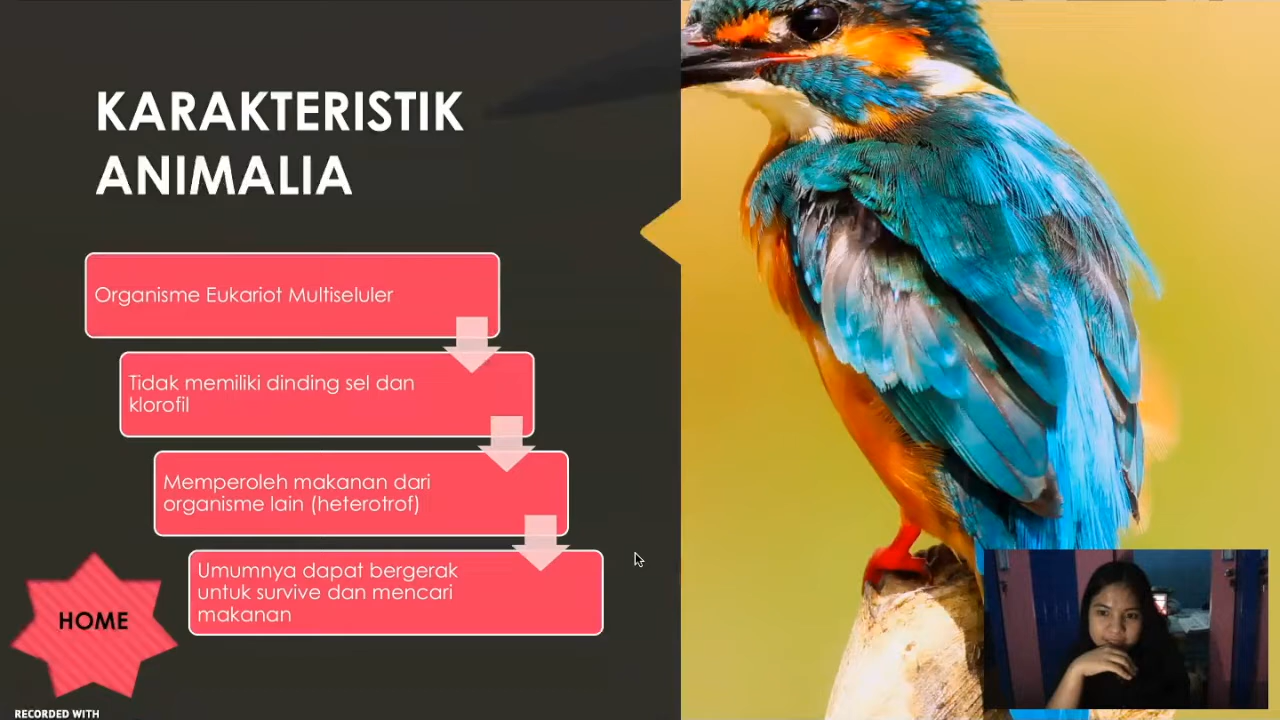 KARAKTERISTIK
ANIMALIA
Organisme Eukariot Multiseluler
Tidak memiliki dinding sel dan
klorofil
Memperoleh makanan dari
organisme lain (heterotrof)
Umumnya dapat bergerak
untuk survive dan mencari
makanan
HOME
RECORDED WITH